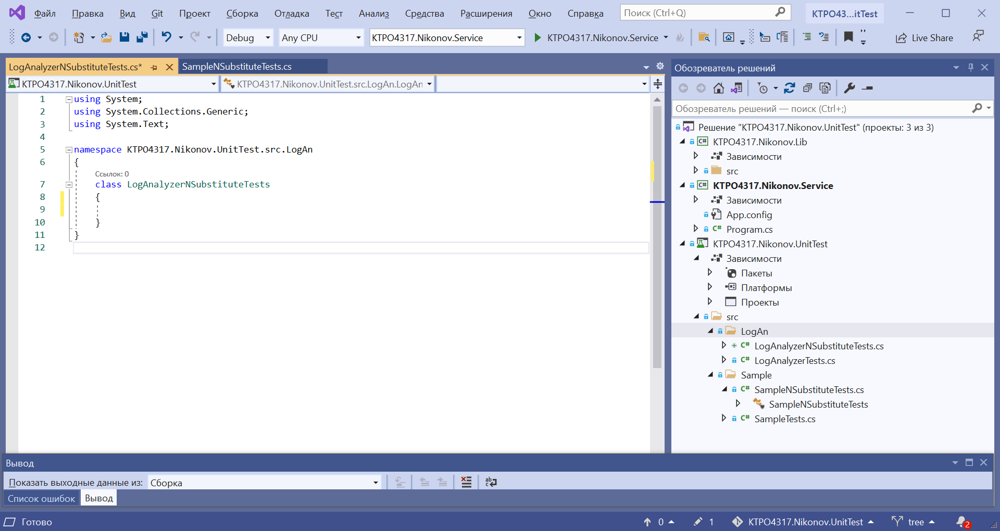 Файл Правка Вид Git Проект Сборка Отладка Тест Анализ Средства Расширения Окно Справка Поиск (Ctrl+Q) KTPO43...itTest
Debug Any CPU KTPO4317.Nikonov.Service KTPO4317.Nikonov.Service Live Share
LogAnalyzerNSubstituteTests.cs* SampleNSubstituteTests.cs
KTPO4317.Nikonov.UnitTest KTPO4317.Nikonov.UnitTest.src.LogAn.LogAn
1 using System;
2 using System.Collections.Generic;
3 using System.Text;
4
5 namespace KTPO4317.Nikonov.UnitTest.src.LogAn
6 {
Ссылок: 0
7 class LogAnalyzerNSubstituteTests
8 {
9
10 }
11 }
12
Обозреватель решений
Обозреватель решений — поиск (Ctrl+;)
Решение "KTPO4317.Nikonov.UnitTest" (проекты: 3 из 3)
C# KTPO4317.Nikonov.Lib
Зависимости
src
C# KTPO4317.Nikonov.Service
Зависимости
App.config
C# Program.cs
KTPO4317.Nikonov.UnitTest
Зависимости
Пакеты
Платформы
Проекты
src
LogAn
C# LogAnalyzerNSubstituteTests.cs
C# LogAnalyzerTests.cs
Sample
C# SampleNSubstituteTests.cs
SampleNSubstituteTests
C# SampleTests.cs
Вывод
Показать выходные данные из: Сборка
Список ошибок Вывод
Готово 0 1 KTPO4317.Nikonov.UnitTest tree 2